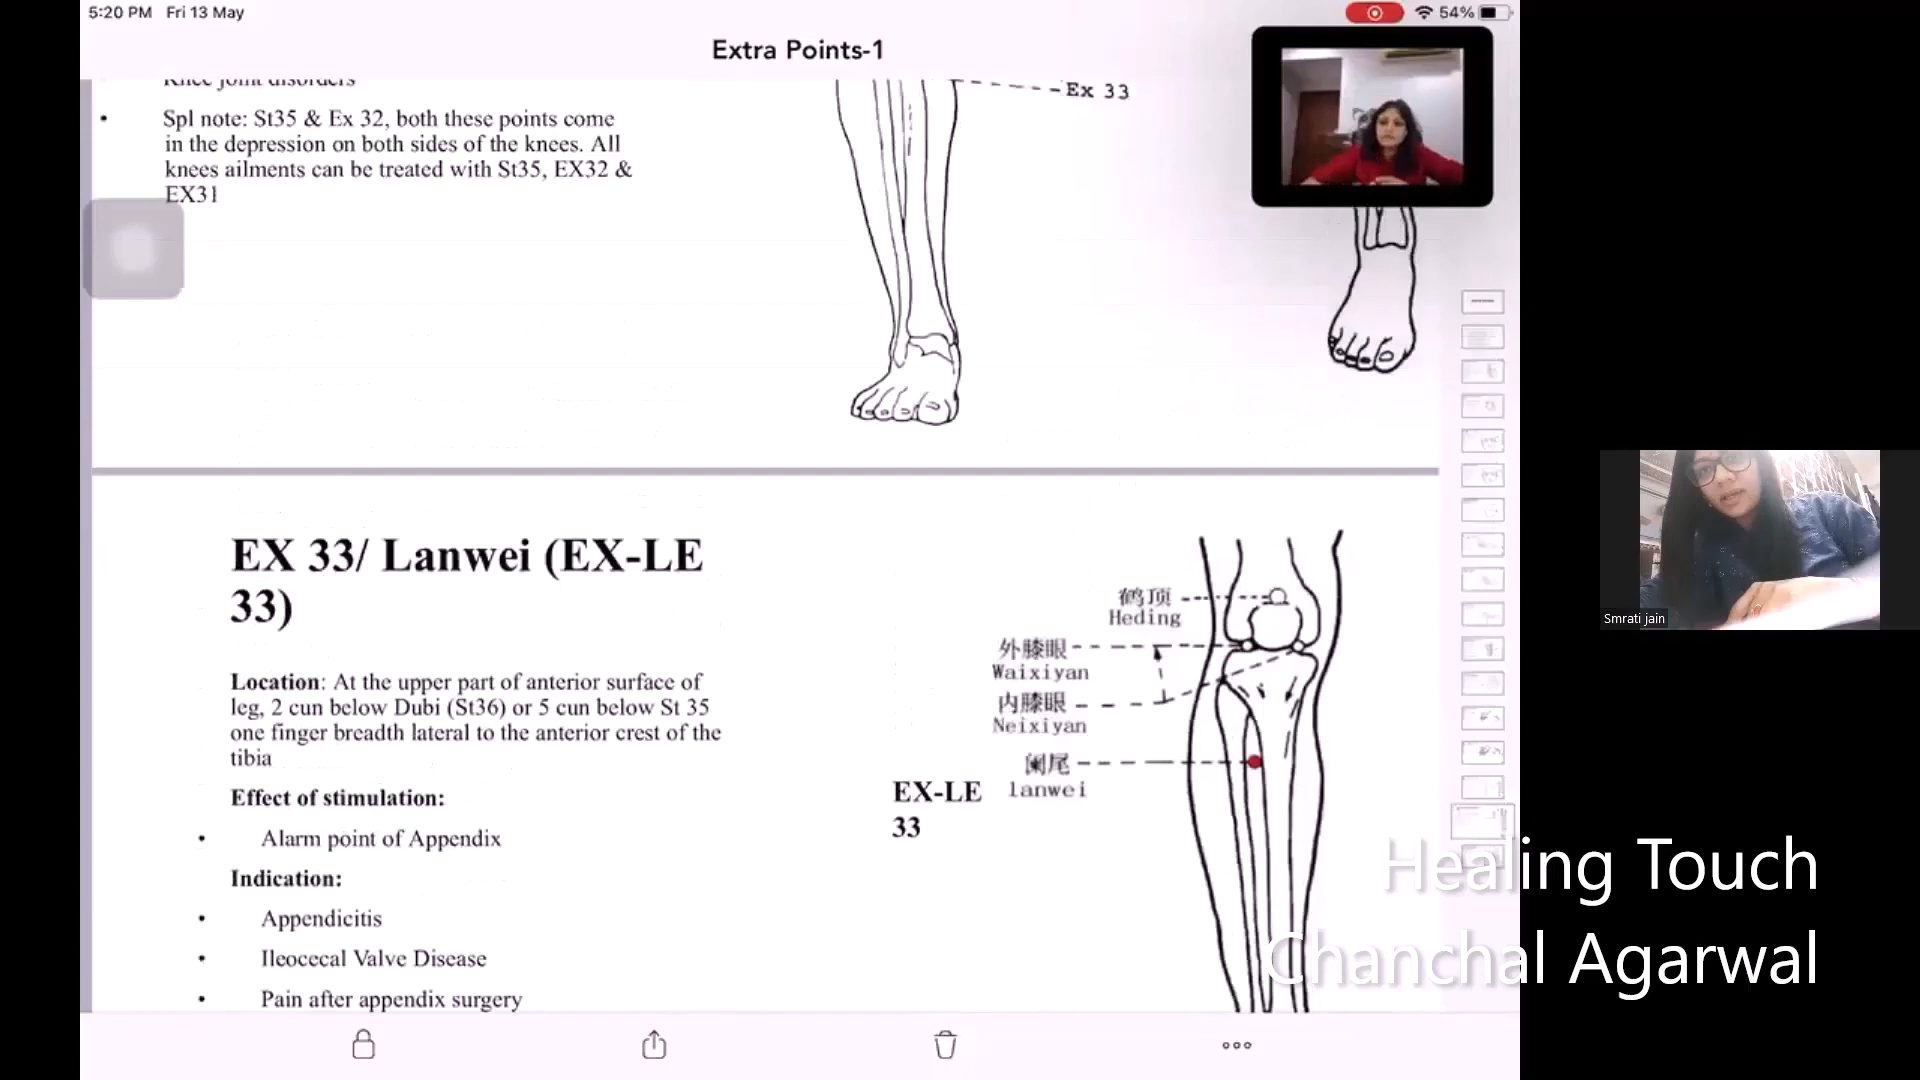 5:20 PM Fri 13 May
54%
Extra Points-1
Knee joint disorders
• Spl note: St35 & Ex 32, both these points come
in the depression on both sides of the knees. All
knees ailments can be treated with St35, EX32 &
EX31
Ex 33
EX 33/ Lanwei (EX-LE
33)
Location: At the upper part of anterior surface of
leg, 2 cun below Dubi (St36) or 5 cun below St 35
one finger breadth lateral to the anterior crest of the
tibia
Effect of stimulation:
• Alarm point of Appendix
Indication:
• Appendicitis
• Ileocecal Valve Disease
• Pain after appendix surgery
鹤顶
Heding
外膝眼
Waixiyan
内膝眼
Neixiyan
阑尾
lanwei
EX-LE
33
Smrati jain
Healing Touch
Chanchal Agarwal